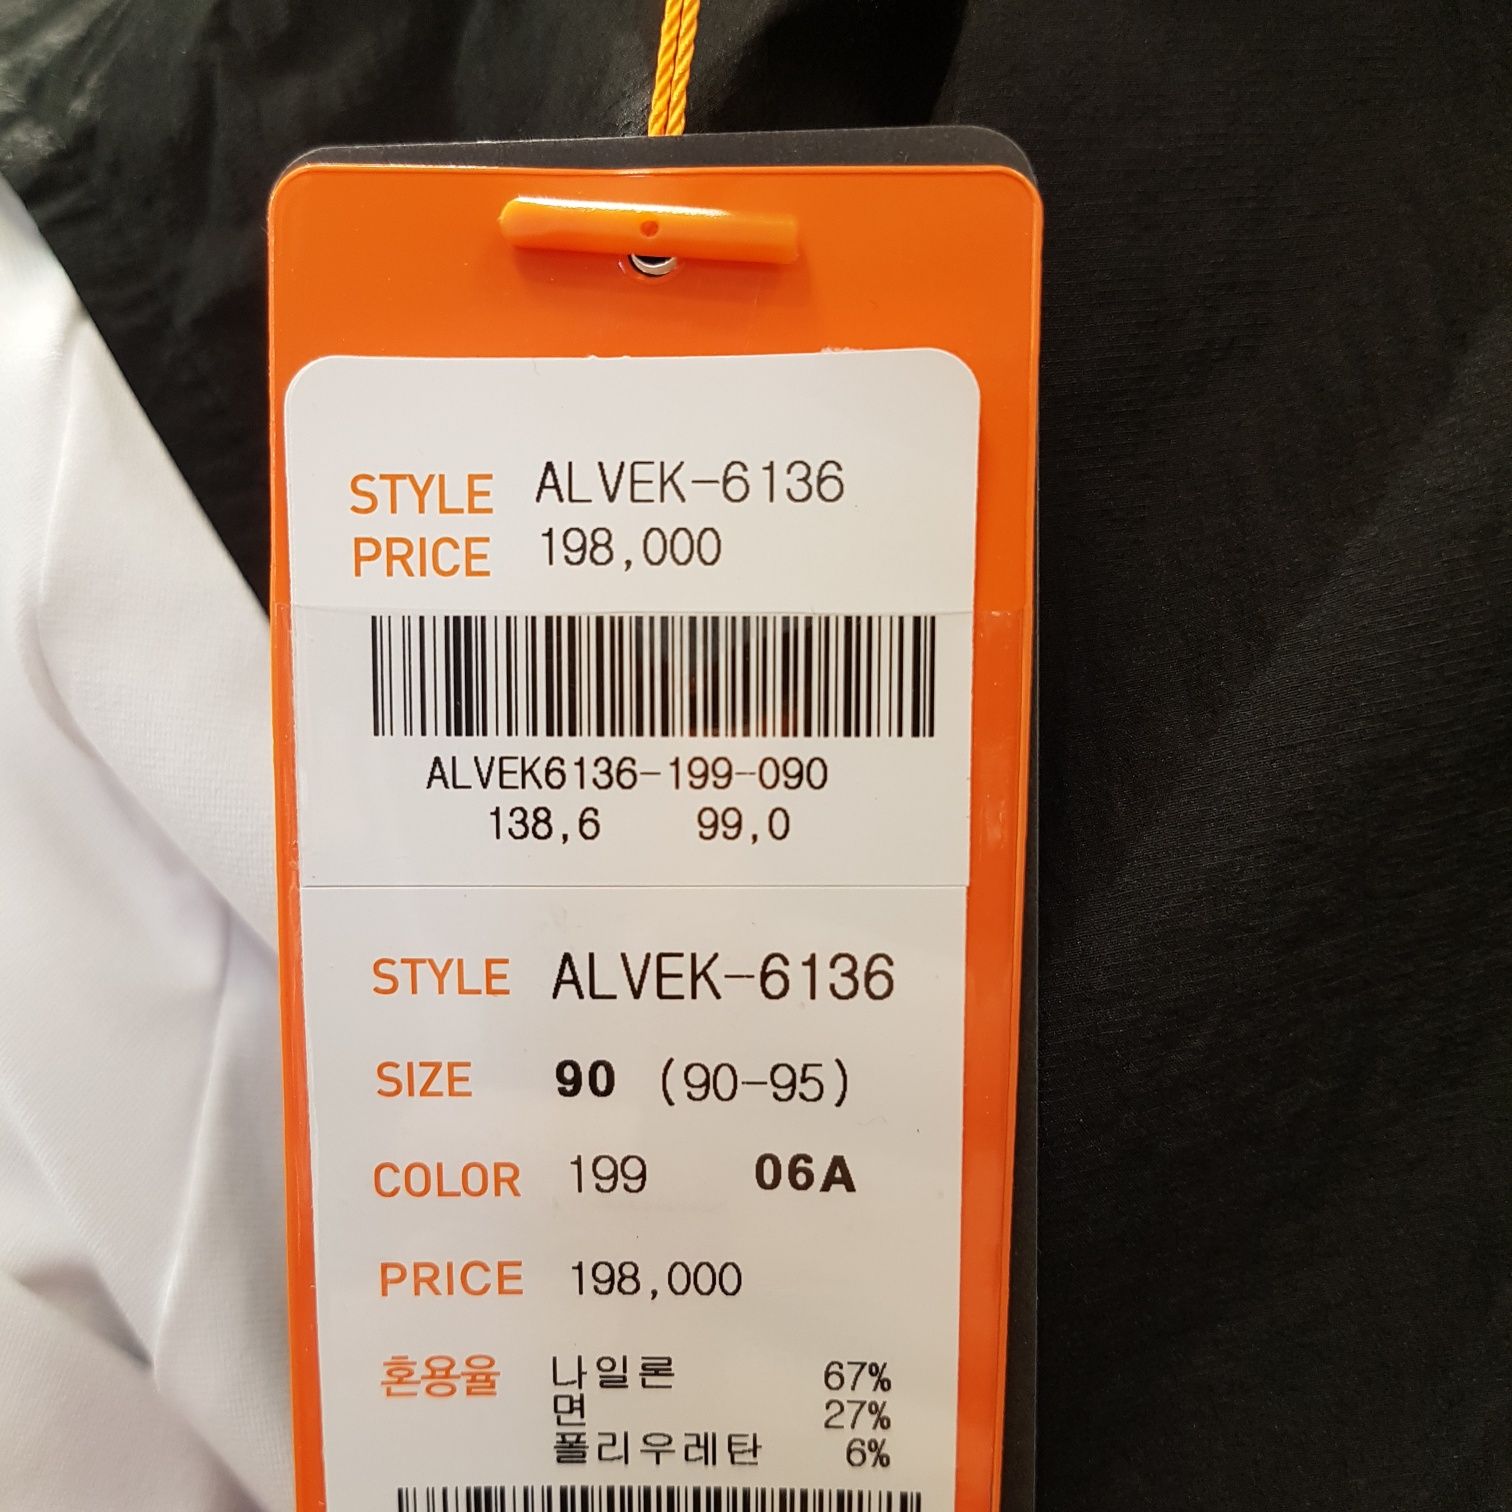 STYLE ALVEK-6136
PRICE 198,000
ALVEK6136-199-090
138,6 99,0
STYLE ALVEK-6136
SIZE 90 (90-95)
COLOR 199 06A
PRICE 198,000
혼용율 나일론 67%
면 27%
폴리우레탄 6%